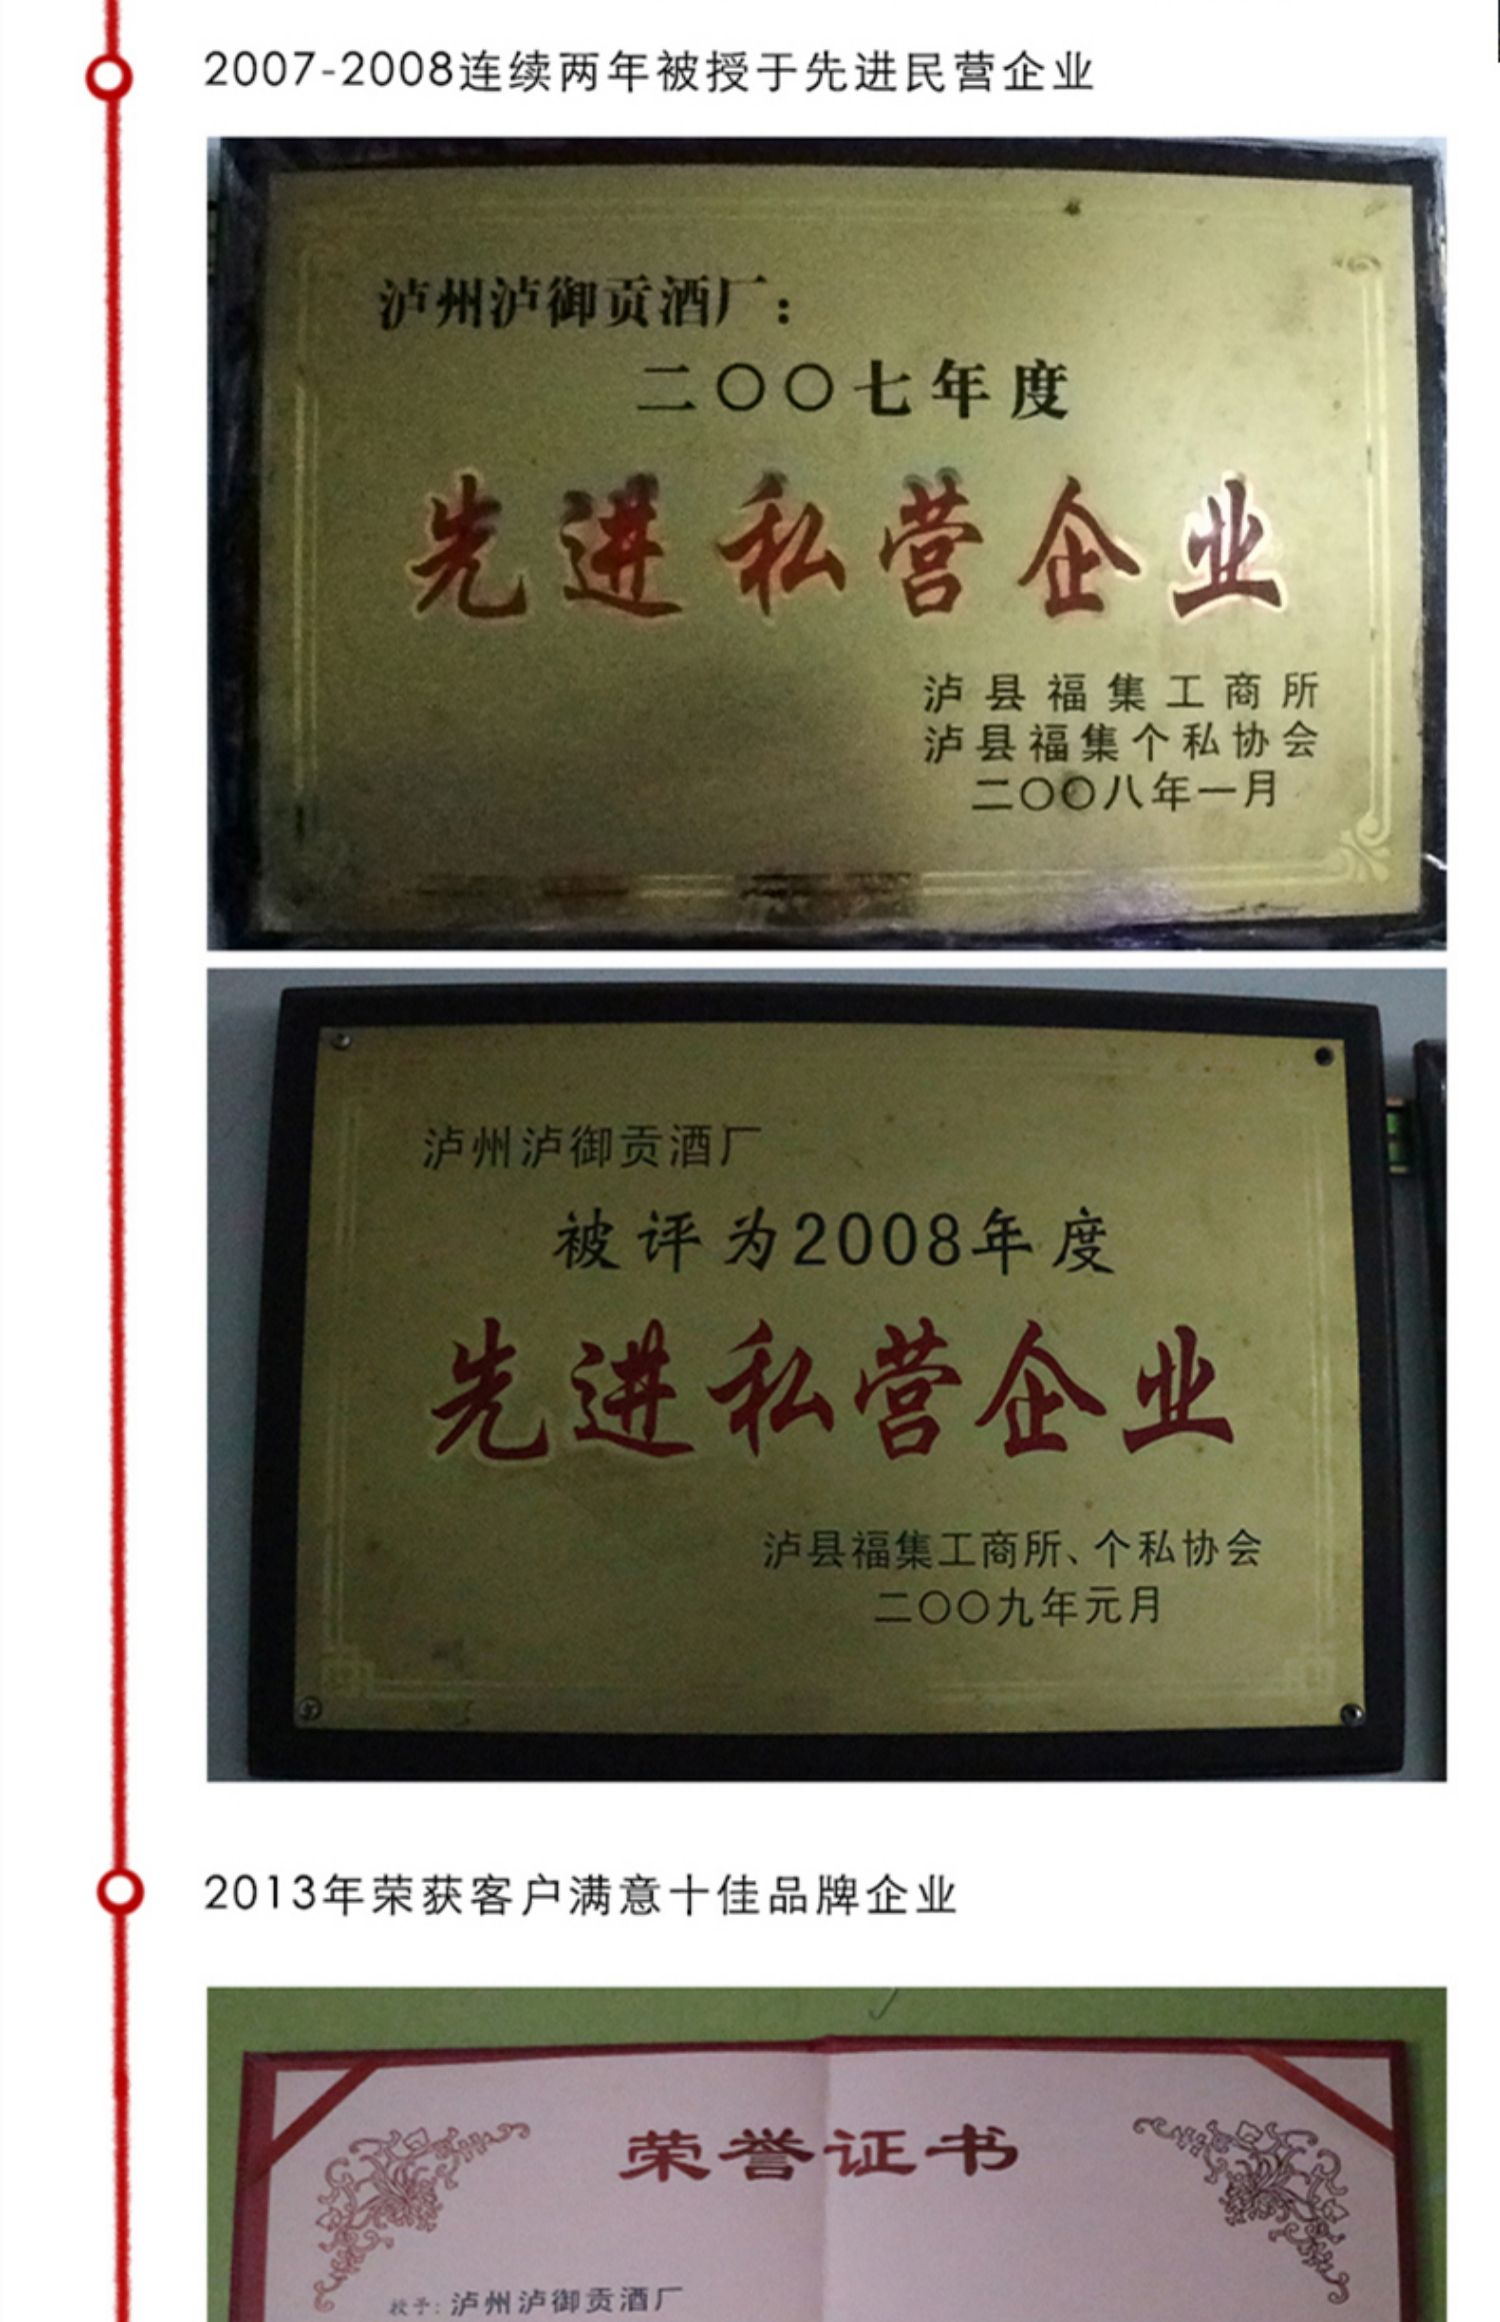 2007-2008连续两年被授于先进民营企业
泸州泸御贡酒厂：
二〇〇七年度
先进私营企业
泸县福集工商所
泸县福集个私协会
二〇〇八年一月
泸州泸御贡酒厂
被评为2008年度
先进私营企业
泸县福集工商所、个私协会
二〇〇九年元月
2013年荣获客户满意十佳品牌企业
荣誉证书
授予：泸州泸御贡酒厂